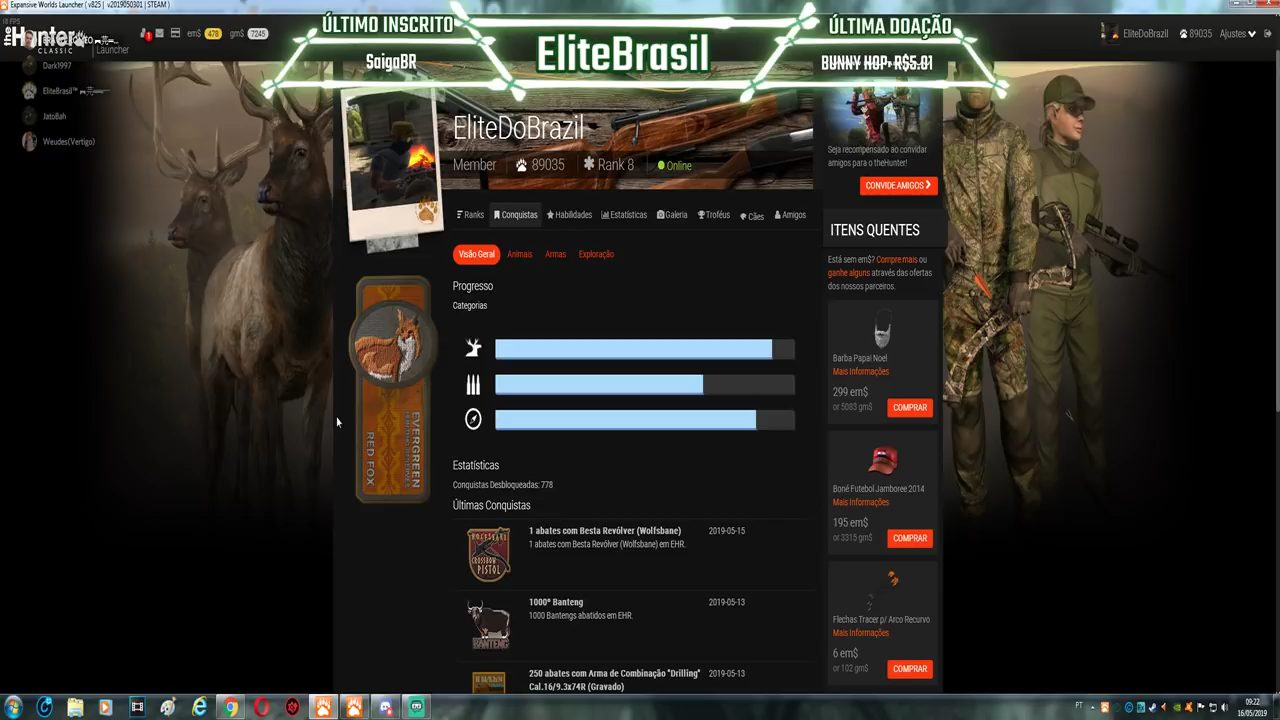 Expansive Worlds Launcher ( v825 | v2019050301 | STEAM )
theHunter
CLASSIC
Launcher
1
em$ 478
gm$ 7245
ÚLTIMO INSCRITO
SaigaBR
EliteBrasil
ÚLTIMA DOAÇÃO
BUNNY HOP: R$5.01
EliteDoBrazil
89035
Ajustes
Dark1997
EliteBrasil™
JatoBah
Weudes(Vertigo)
EliteDoBrazil
Member
89035
Rank 8
Online
Ranks
Conquistas
Habilidades
Estatísticas
Galeria
Troféus
Cães
Amigos
Visão Geral
Animais
Armas
Exploração
Progresso
Categorias
EVERGREEN
RED FOX
Estatísticas
Conquistas Desbloqueadas: 778
Últimas Conquistas
CROSSBOW
PISTOL
1 abates com Besta Revólver (Wolfsbane)
2019-05-15
1 abates com Besta Revólver (Wolfsbane) em EHR.
BANTENG
1000º Banteng
2019-05-13
1000 Bantengs abatidos em EHR.
250 abates com Arma de Combinação "Drilling"
Cal.16/9.3x74R (Gravado)
2019-05-13
Seja recompensado ao convidar
amigos para o theHunter!
CONVIDE AMIGOS
ITENS QUENTES
Está sem em$? Compre mais ou
ganhe alguns através das ofertas
dos nossos parceiros.
Barba Papai Noel
Mais Informações
299 em$
or 5083 gm$
COMPRAR
Boné Futebol Jamboree 2014
Mais Informações
195 em$
or 3315 gm$
COMPRAR
Flechas Tracer p/ Arco Recurvo
Mais Informações
6 em$
or 102 gm$
COMPRAR
PT
09:22
16/05/2019